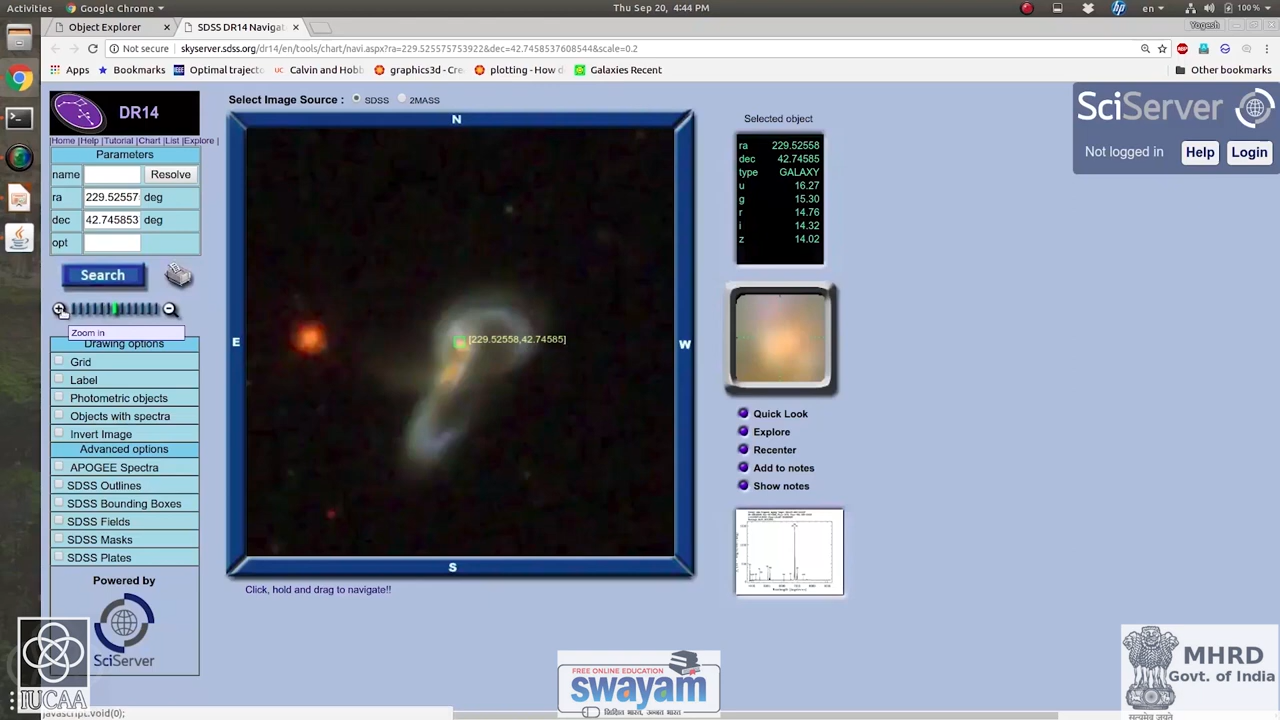 Activities
Google Chrome
Thu Sep 20, 4:44 PM
en
100 %
Object Explorer
SDSS DR14 Navigat
Yogesh
Not secure
skyserver.sdss.org/dr14/en/tools/chart/navi.aspx?ra=229.525575753922&dec=42.7458537608544&scale=0.2
Apps
Bookmarks
Optimal traject
Calvin and Hobb
graphics3d - Cre
plotting - How d
Galaxies Recent
Other bookmarks
DR14
|Home |Help |Tutorial |Chart |List |Explore |
Parameters
name
Resolve
ra 229.52557 deg
dec 42.745853 deg
opt
Search
Zoom in
Drawing options
Grid
Label
Photometric objects
Objects with spectra
Invert Image
Advanced options
APOGEE Spectra
SDSS Outlines
SDSS Bounding Boxes
SDSS Fields
SDSS Masks
SDSS Plates
Powered by
SciServer
IUCAA
javascript:void(0);
Select Image Source :
SDSS
2MASS
N
E
W
S
[229.52558,42.74585]
Click, hold and drag to navigate!!
Selected object
ra 229.52558
dec 42.74585
type GALAXY
u 16.27
g 15.30
r 14.76
i 14.32
z 14.02
Quick Look
Explore
Recenter
Add to notes
Show notes
SciServer
Not logged in
Help
Login
FREE ONLINE EDUCATION
swayam
शिक्षित भारत, उन्नत भारत
सत्यमेव जयते
MHRD
Govt. of India